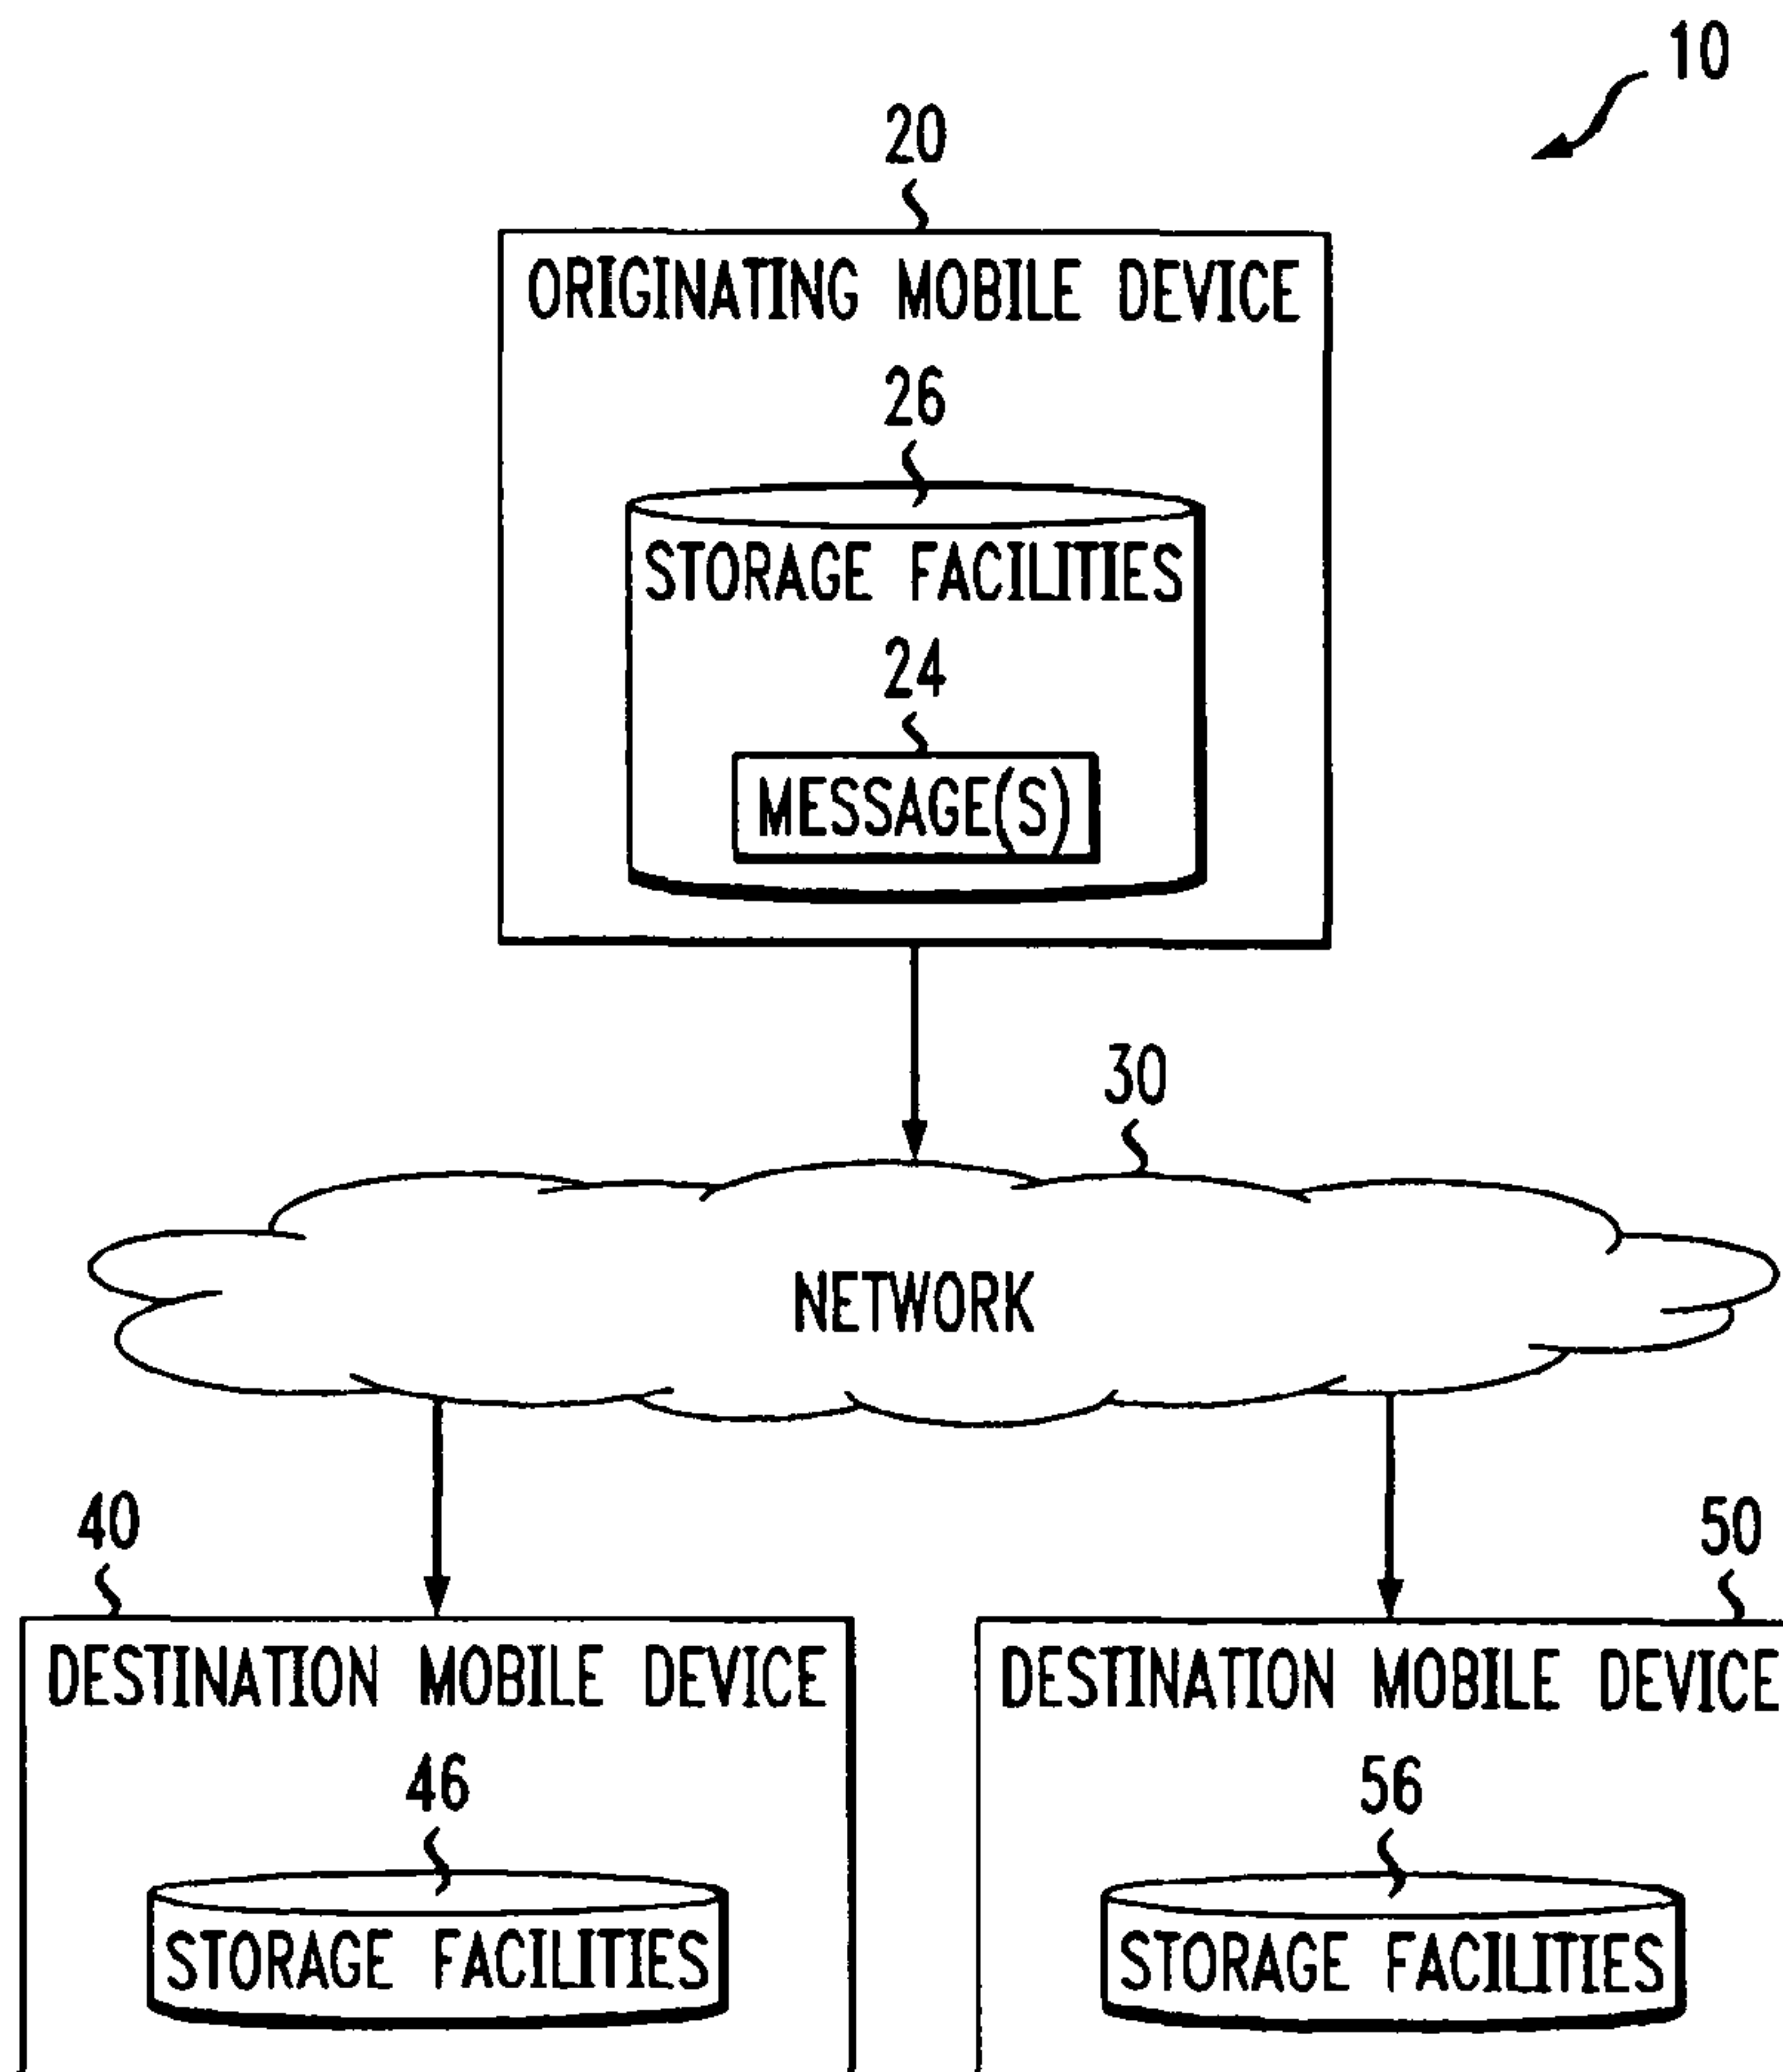 10
20
ORIGINATING MOBILE DEVICE
26
STORAGE FACILITIES
24
MESSAGE(S)
30
NETWORK
40
50
DESTINATION MOBILE DEVICE
DESTINATION MOBILE DEVICE
46
56
STORAGE FACILITIES
STORAGE FACILITIES